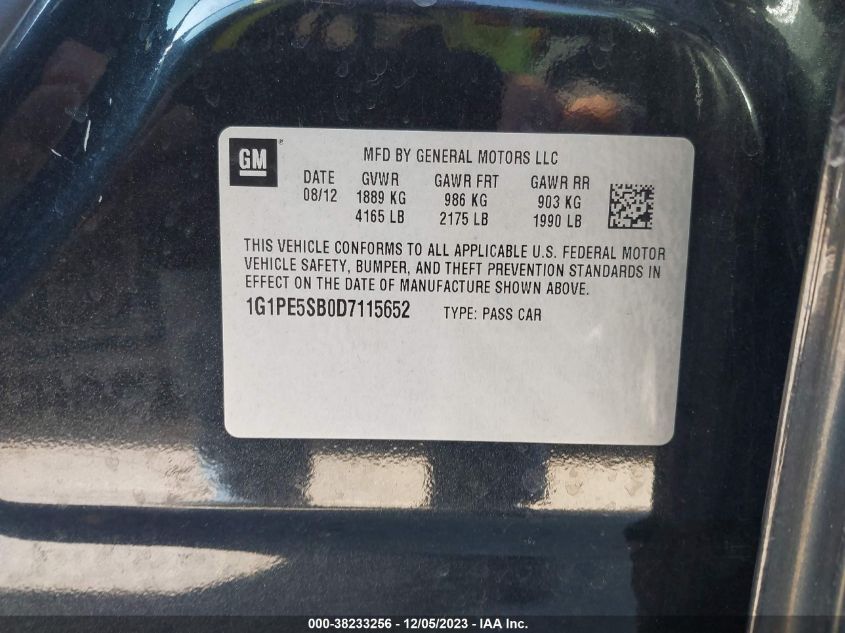 GM
MFD BY GENERAL MOTORS LLC
DATE GVWR GAWR FRT GAWR RR
08/12 1889 KG 986 KG 903 KG
4165 LB 2175 LB 1990 LB
THIS VEHICLE CONFORMS TO ALL APPLICABLE U.S. FEDERAL MOTOR
VEHICLE SAFETY, BUMPER, AND THEFT PREVENTION STANDARDS IN
EFFECT ON THE DATE OF MANUFACTURE SHOWN ABOVE.
1G1PE5SB0D7115652 TYPE: PASS CAR
000-38233256 - 12/05/2023 - IAA Inc.